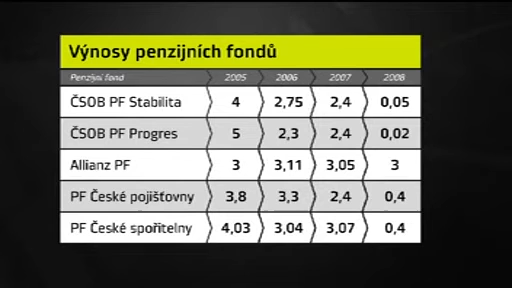 Výnosy penzijních fondů
Penzijní fond 2005 2006 2007 2008
ČSOB PF Stabilita 4 2,75 2,4 0,05
ČSOB PF Progres 5 2,3 2,4 0,02
Allianz PF 3 3,11 3,05 3
PF České pojišťovny 3,8 3,3 2,4 0,4
PF České spořitelny 4,03 3,04 3,07 0,4